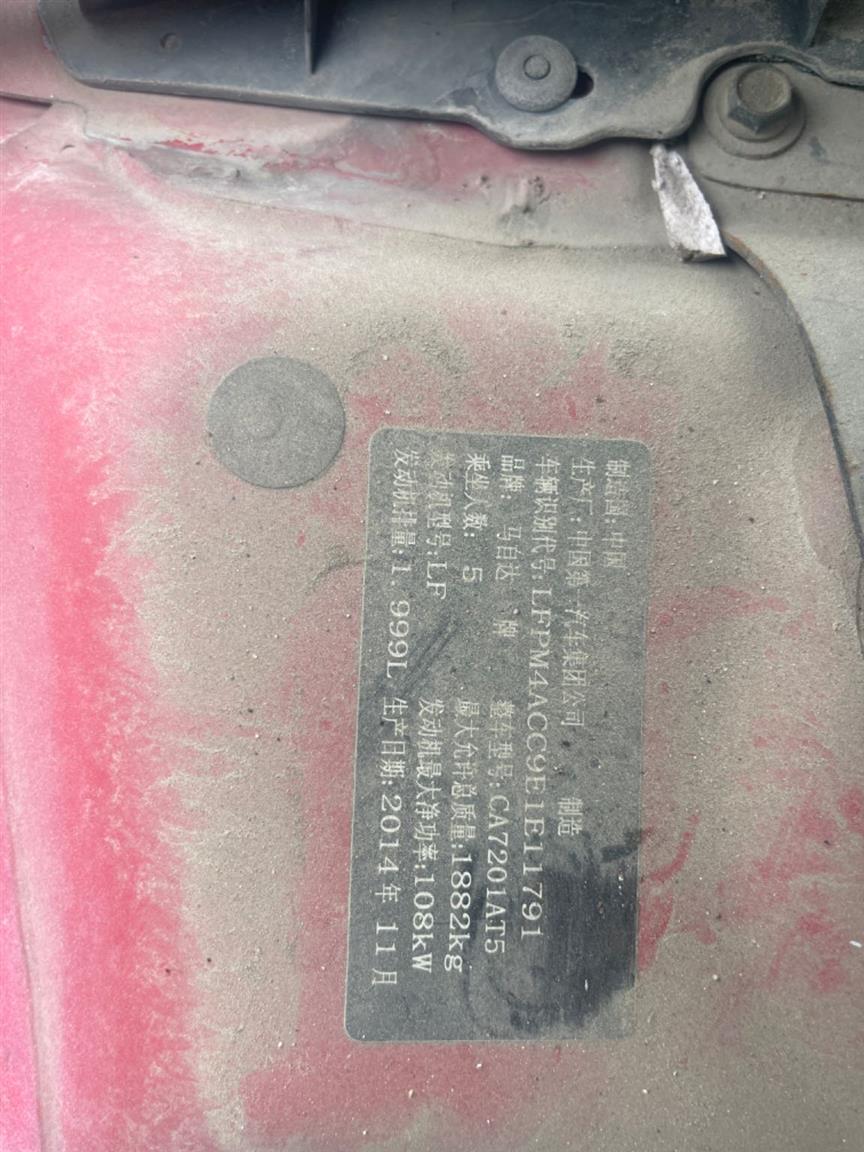 制造国:中国
生产厂:中国第一汽车集团公司 制造
车辆识别代号:LFPM4ACC9E1E11791
品牌: 马自达 牌 整车型号:CA7201AT5
乘坐人数: 5 最大允许总质量:1882kg
发动机型号:LF 发动机最大净功率:108kW
发动机排量:1.999L 生产日期:2014年11月